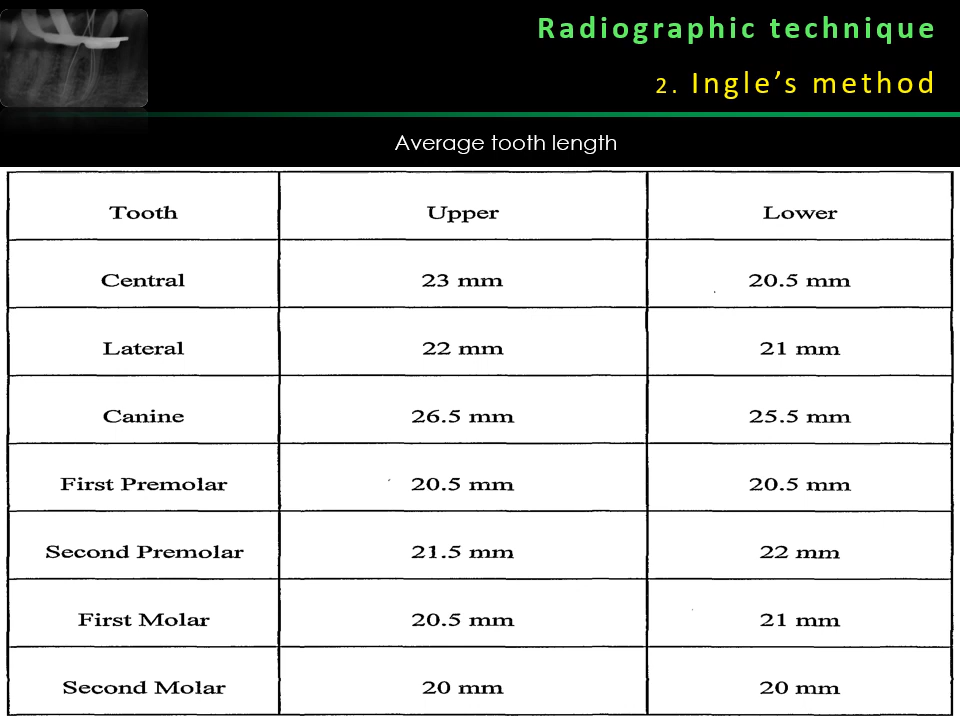 Radiographic technique
2. Ingle’s method
Average tooth length
Tooth Upper Lower
Central 23 mm 20.5 mm
Lateral 22 mm 21 mm
Canine 26.5 mm 25.5 mm
First Premolar 20.5 mm 20.5 mm
Second Premolar 21.5 mm 22 mm
First Molar 20.5 mm 21 mm
Second Molar 20 mm 20 mm